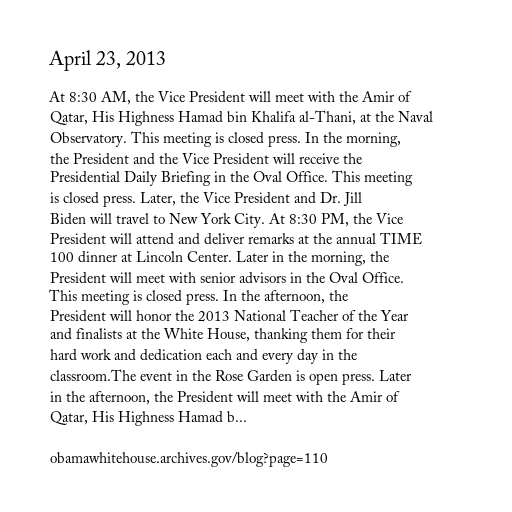 April 23, 2013
At 8:30 AM, the Vice President will meet with the Amir of
Qatar, His Highness Hamad bin Khalifa al-Thani, at the Naval
Observatory. This meeting is closed press. In the morning,
the President and the Vice President will receive the
Presidential Daily Briefing in the Oval Office. This meeting
is closed press. Later, the Vice President and Dr. Jill
Biden will travel to New York City. At 8:30 PM, the Vice
President will attend and deliver remarks at the annual TIME
100 dinner at Lincoln Center. Later in the morning, the
President will meet with senior advisors in the Oval Office.
This meeting is closed press. In the afternoon, the
President will honor the 2013 National Teacher of the Year
and finalists at the White House, thanking them for their
hard work and dedication each and every day in the
classroom.The event in the Rose Garden is open press. Later
in the afternoon, the President will meet with the Amir of
Qatar, His Highness Hamad b...
obamawhitehouse.archives.gov/blog?page=110